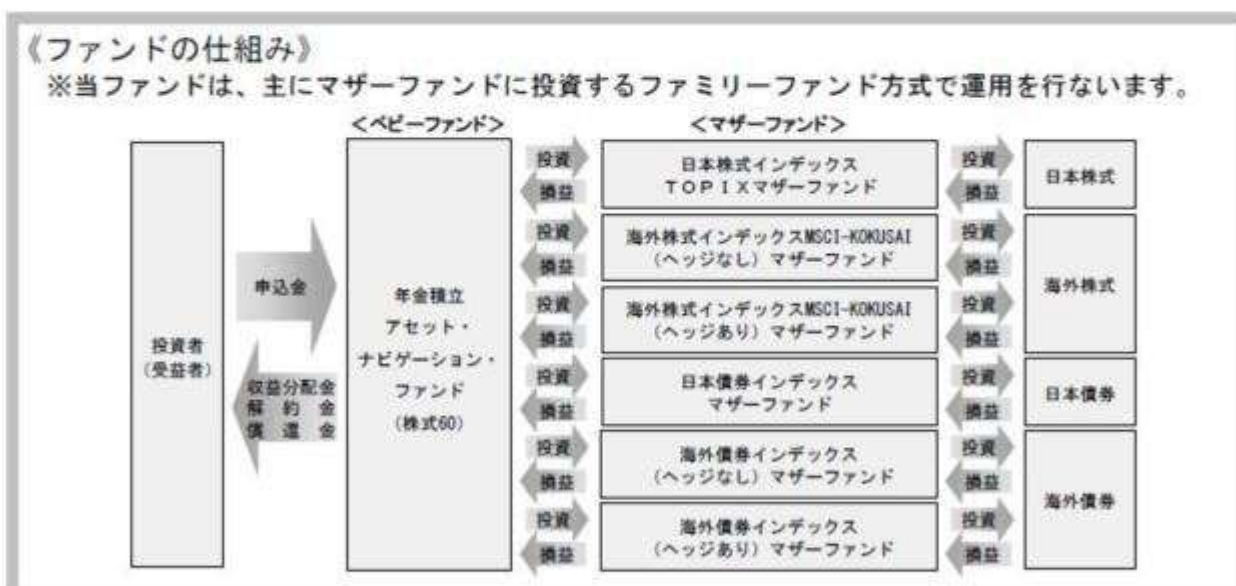 《ファンドの仕組み》
※当ファンドは、主にマザーファンドに投資するファミリーファンド方式で運用を行ないます。
＜ベビーファンド＞
＜マザーファンド＞
投資者
(受益者)
申込金
収益分配金
解約金
償還金
年金積立
アセット・
ナビゲーション・
ファンド
(株式60)
投資
損益
日本株式インデックス
ＴＯＰＩＸマザーファンド
投資
損益
日本株式
投資
損益
海外株式インデックスMSCI-KOKUSAI
(ヘッジなし) マザーファンド
投資
損益
投資
損益
海外株式インデックスMSCI-KOKUSAI
(ヘッジあり) マザーファンド
投資
損益
海外株式
投資
損益
日本債券インデックス
マザーファンド
投資
損益
日本債券
投資
損益
海外債券インデックス
(ヘッジなし) マザーファンド
投資
損益
投資
損益
海外債券インデックス
(ヘッジあり) マザーファンド
投資
損益
海外債券